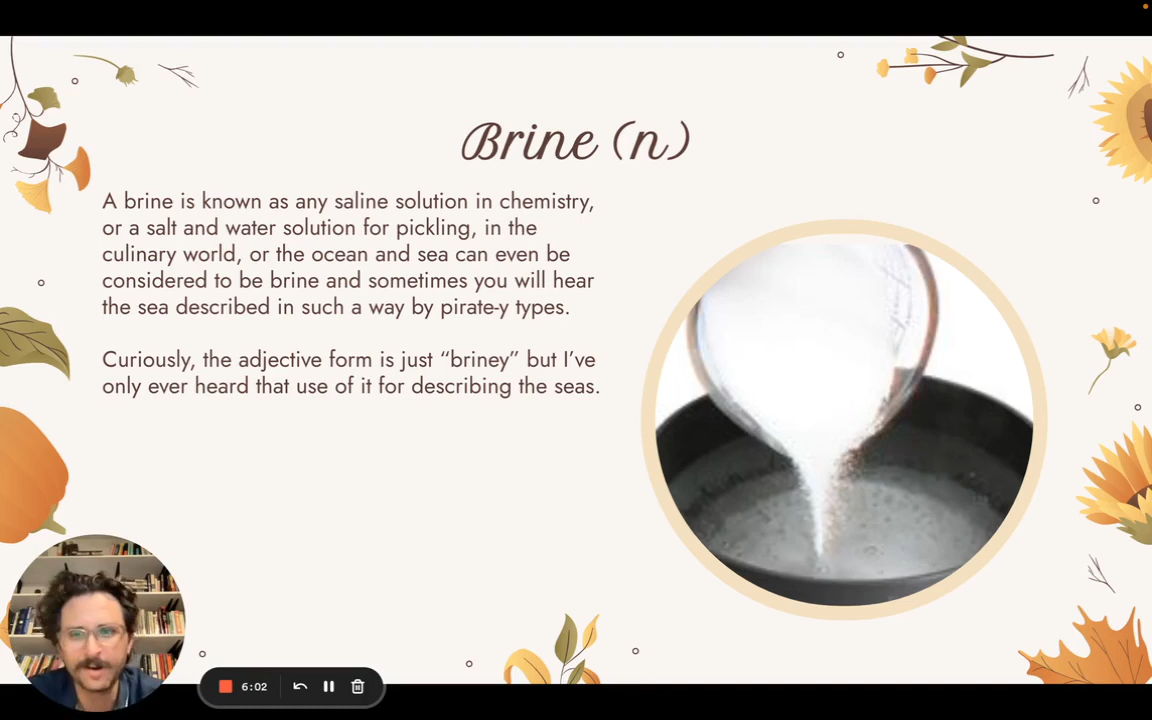 Brine (n)
A brine is known as any saline solution in chemistry,
or a salt and water solution for pickling, in the
culinary world, or the ocean and sea can even be
considered to be brine and sometimes you will hear
the sea described in such a way by pirate-y types.
Curiously, the adjective form is just “briney” but I’ve
only ever heard that use of it for describing the seas.
6:02